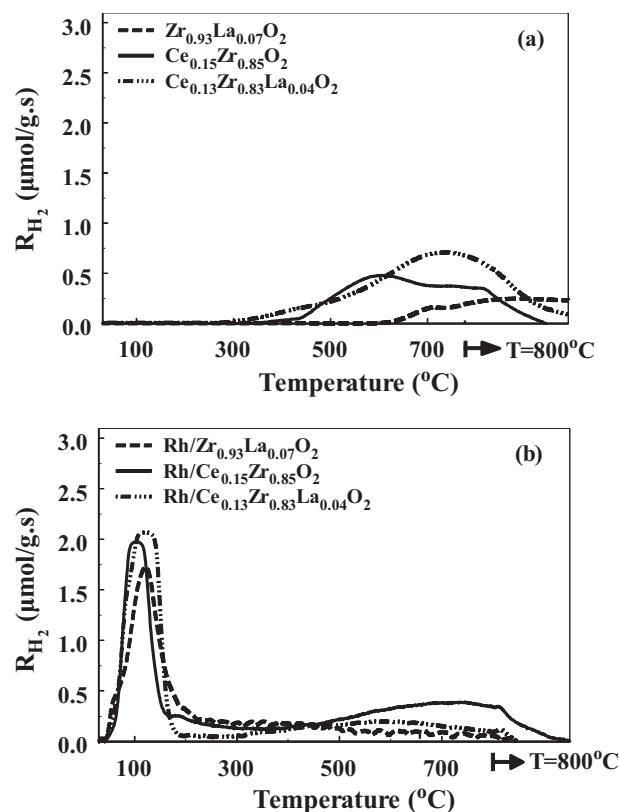 3.0
2.5
2.0
1.5
1.0
0.5
0.0
R_H₂ (µmol/g.s)
Zr₀.₉₃La₀.₀₇O₂
Ce₀.₁₅Zr₀.₈₅O₂
Ce₀.₁₃Zr₀.₈₃La₀.₀₄O₂
(a)
100 300 500 700 T=800°C
Temperature (°C)
3.0
2.5
2.0
1.5
1.0
0.5
0.0
R_H₂ (µmol/g.s)
Rh/Zr₀.₉₃La₀.₀₇O₂
Rh/Ce₀.₁₅Zr₀.₈₅O₂
Rh/Ce₀.₁₃Zr₀.₈₃La₀.₀₄O₂
(b)
100 300 500 700 T=800°C
Temperature (°C)